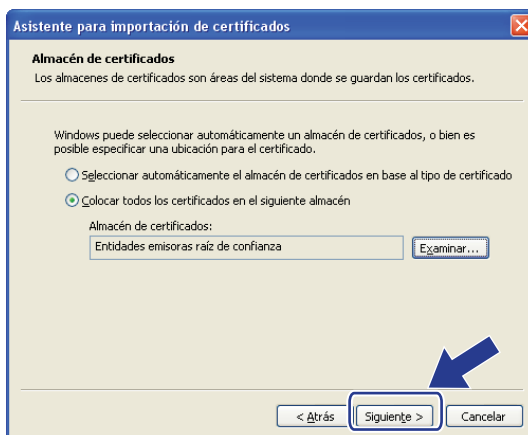 Asistente para importación de certificados
Almacén de certificados
Los almacenes de certificados son áreas del sistema donde se guardan los certificados.
Windows puede seleccionar automáticamente un almacén de certificados, o bien es
posible especificar una ubicación para el certificado.
Seleccionar automáticamente el almacén de certificados en base al tipo de certificado
Colocar todos los certificados en el siguiente almacén
Almacén de certificados:
Entidades emisoras raíz de confianza
Examinar...
< Atrás
Siguiente >
Cancelar